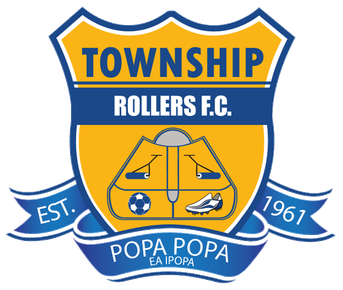 TOWNSHIP
ROLLERS F.C.
EST.
1961
POPA POPA
EA IPOPA